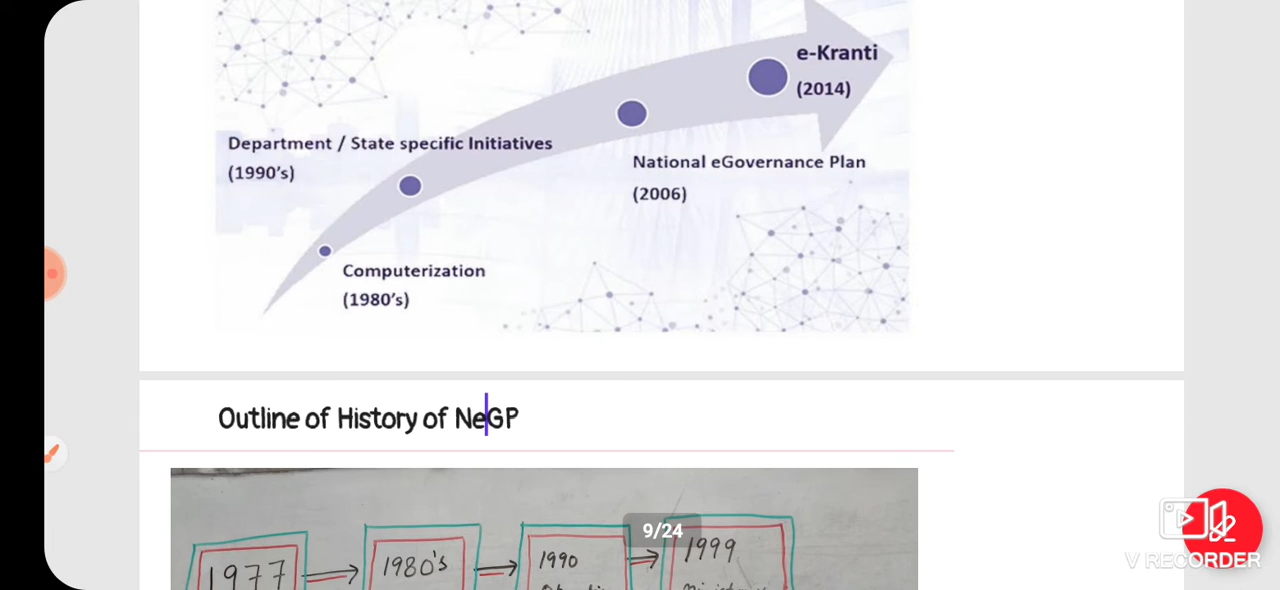 e-Kranti
(2014)
Department / State specific Initiatives
(1990's)
National eGovernance Plan
(2006)
Computerization
(1980's)
Outline of History of NeGP
9/24
1977
1980's
1990
1999
V RECORDER